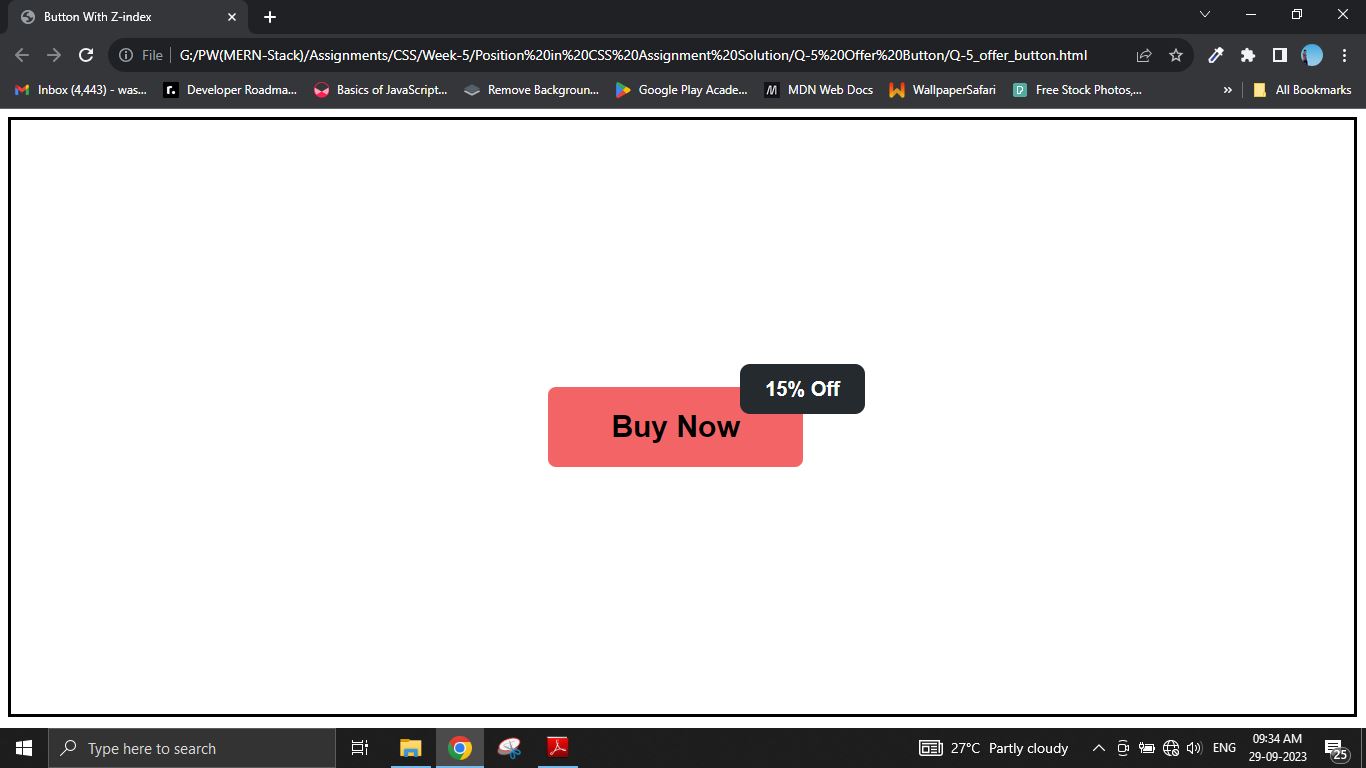 Button With Z-index
File
G:/PW(MERN-Stack)/Assignments/CSS/Week-5/Position%20in%20CSS%20Assignment%20Solution/Q-5%20Offer%20Button/Q-5_offer_button.html
Inbox (4,443) - was... Developer Roadma... Basics of JavaScript... Remove Backgroun... Google Play Acade... MDN Web Docs WallpaperSafari Free Stock Photos,... » All Bookmarks
15% Off
Buy Now
Type here to search
27°C Partly cloudy
ENG
09:34 AM
29-09-2023
25